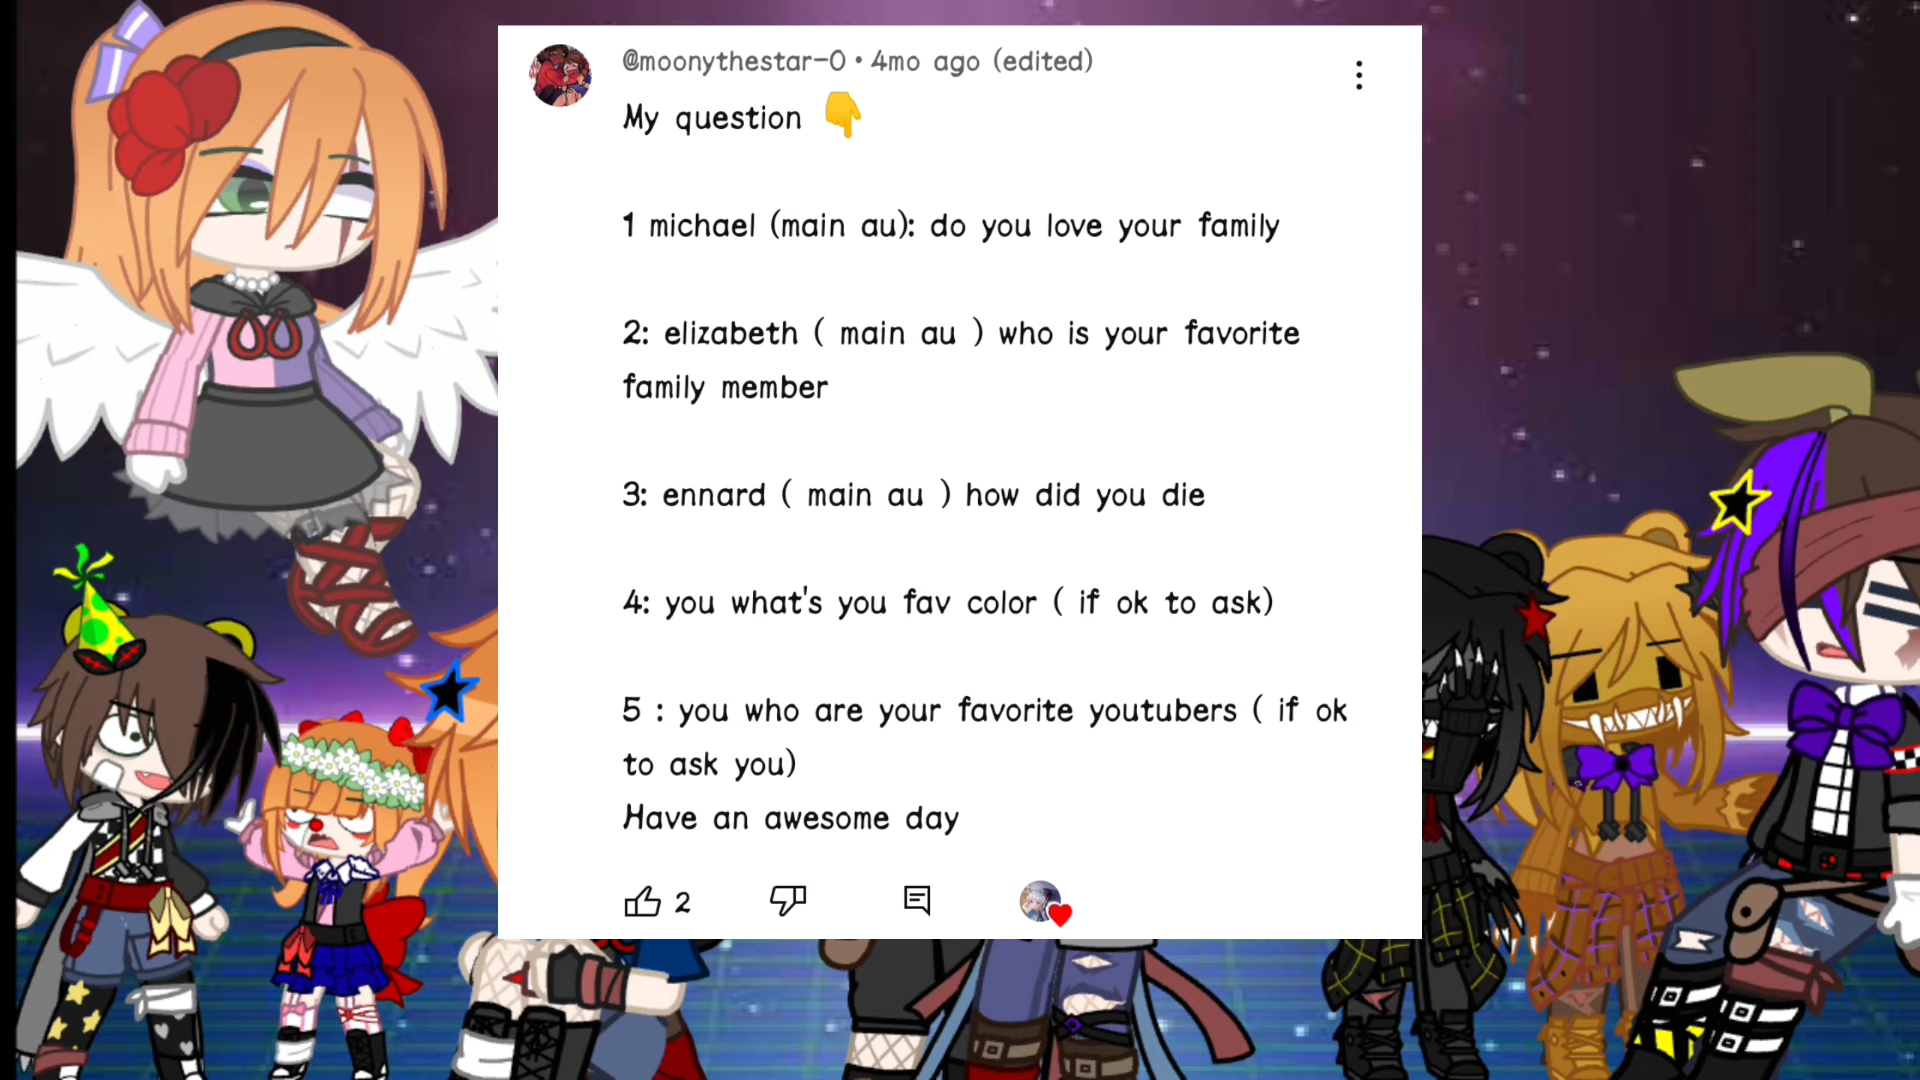 @moonythestar-0 • 4mo ago (edited)
My question 👇
1 michael (main au): do you love your family
2: elizabeth ( main au ) who is your favorite
family member
3: ennard ( main au ) how did you die
4: you what's you fav color ( if ok to ask)
5 : you who are your favorite youtubers ( if ok
to ask you)
Have an awesome day
2